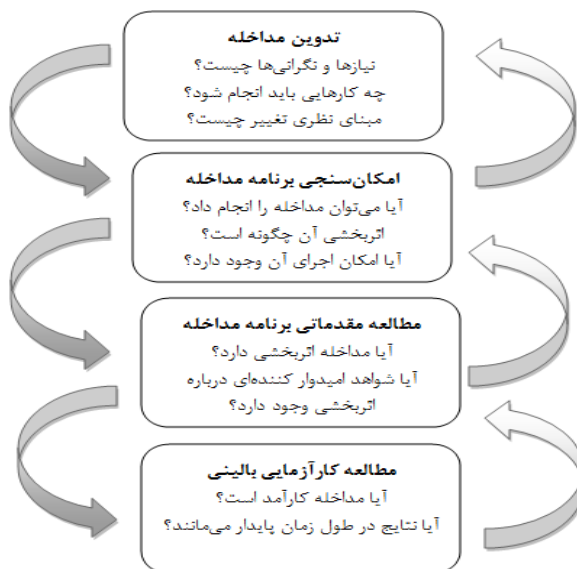 تدوین مداخله
نیازها و نگرانی‌ها چیست؟
چه کارهایی باید انجام شود؟
مبنای نظری تغییر چیست؟
امکان‌سنجی برنامه مداخله
آیا می‌توان مداخله را انجام داد؟
اثربخشی آن چگونه است؟
آیا امکان اجرای آن وجود دارد؟
مطالعه مقدماتی برنامه مداخله
آیا مداخله اثربخشی دارد؟
آیا شواهد امیدوار کننده‌ای درباره
اثربخشی وجود دارد؟
مطالعه کارآزمایی بالینی
آیا مداخله کارآمد است؟
آیا نتایج در طول زمان پایدار می‌مانند؟